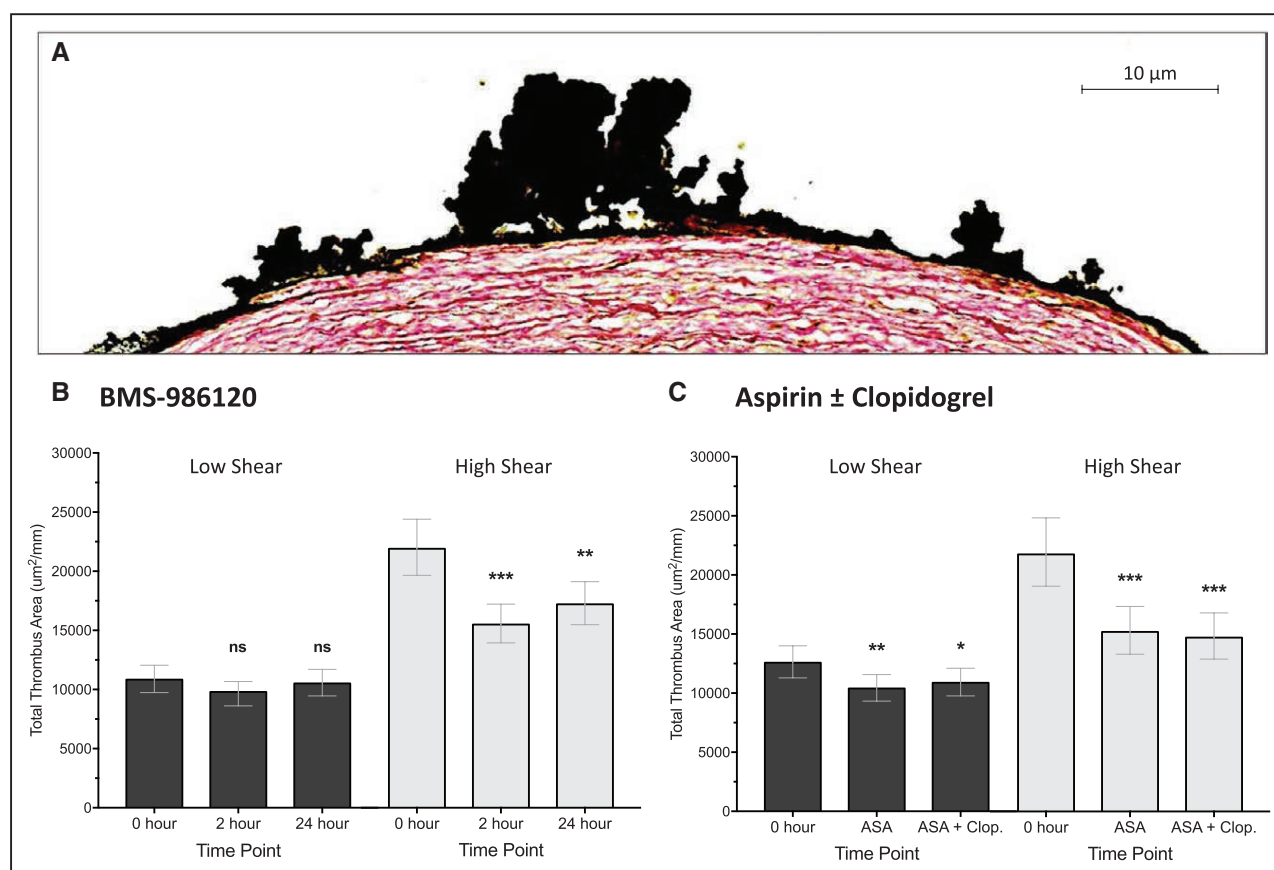 A
10 µm
B BMS-986120
Low Shear High Shear
Total Thrombus Area (um²/mm)
30000
25000
20000
15000
10000
5000
0
ns ns *** **
0 hour 2 hour 24 hour 0 hour 2 hour 24 hour
Time Point Time Point
C Aspirin ± Clopidogrel
Low Shear High Shear
Total Thrombus Area (um²/mm)
30000
25000
20000
15000
10000
5000
0
** * *** ***
0 hour ASA ASA + Clop. 0 hour ASA ASA + Clop.
Time Point Time Point